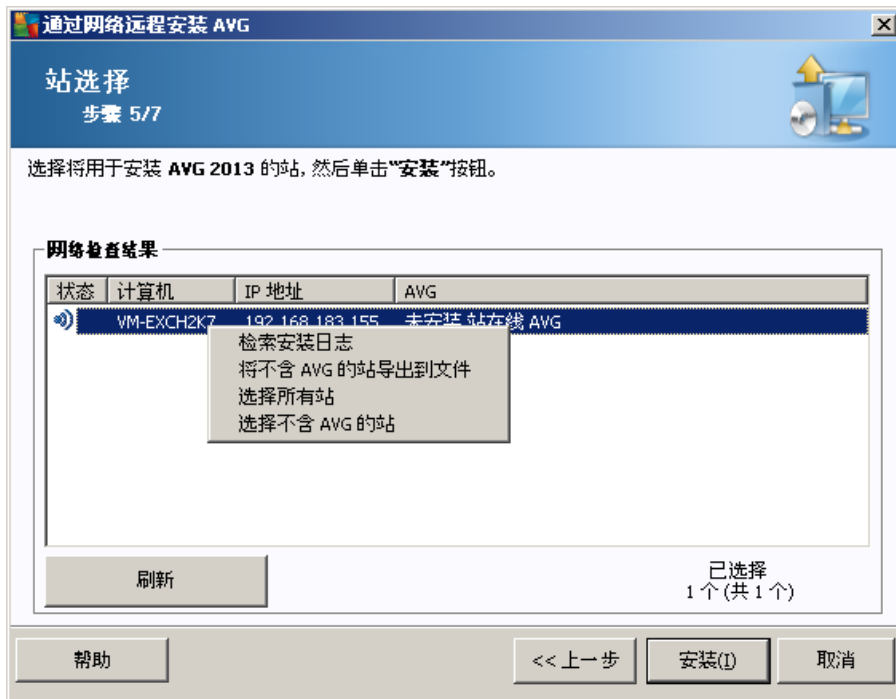 通过网络远程安装 AVG
站选择
步骤 5/7
选择将用于安装 AVG 2013 的站, 然后单击“安装”按钮。
网络检查结果
状态 计算机 IP 地址 AVG
VM-EXCH2K7 192.168.183.155 未安装 站在线 AVG
检索安装日志
将不含 AVG 的站导出到文件
选择所有站
选择不含 AVG 的站
刷新
已选择
1 个 (共 1 个)
帮助 << 上一步 安装(I) 取消